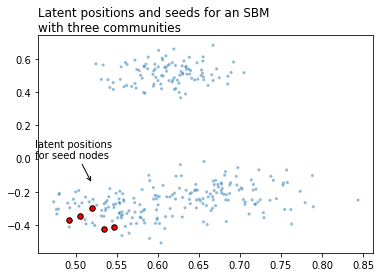 Latent positions and seeds for an SBM
with three communities
0.6
0.4
0.2
0.0
−0.2
−0.4
latent positions
for seed nodes
0.50 0.55 0.60 0.65 0.70 0.75 0.80 0.85